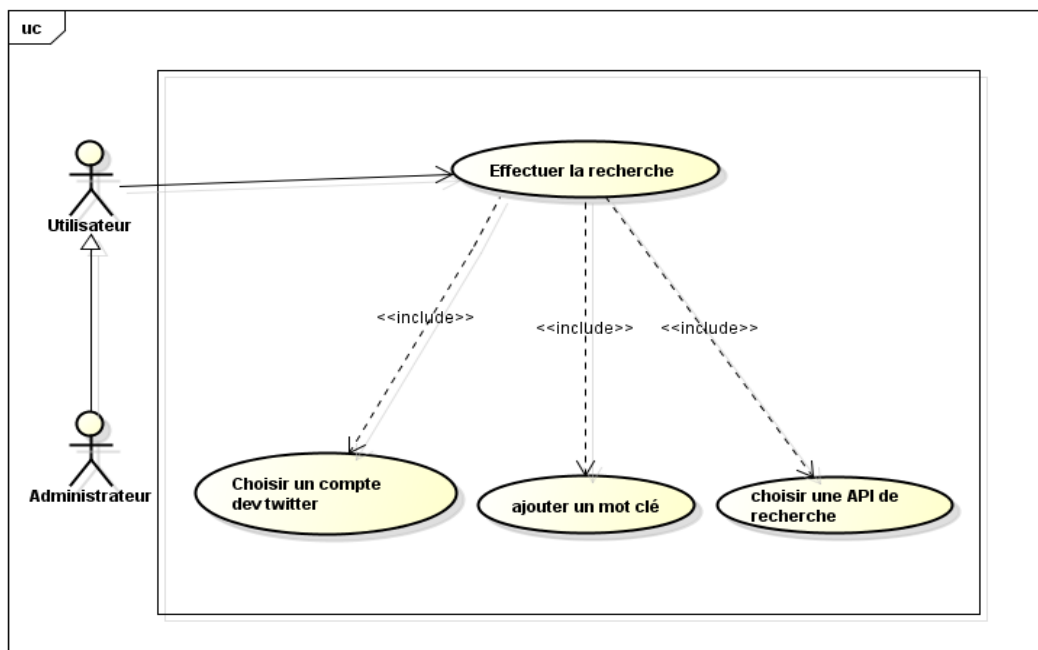 uc
Effectuer la recherche
Utilisateur
<<include>>
<<include>>
<<include>>
Choisir un compte
dev twitter
ajouter un mot clé
choisir une API de
recherche
Administrateur